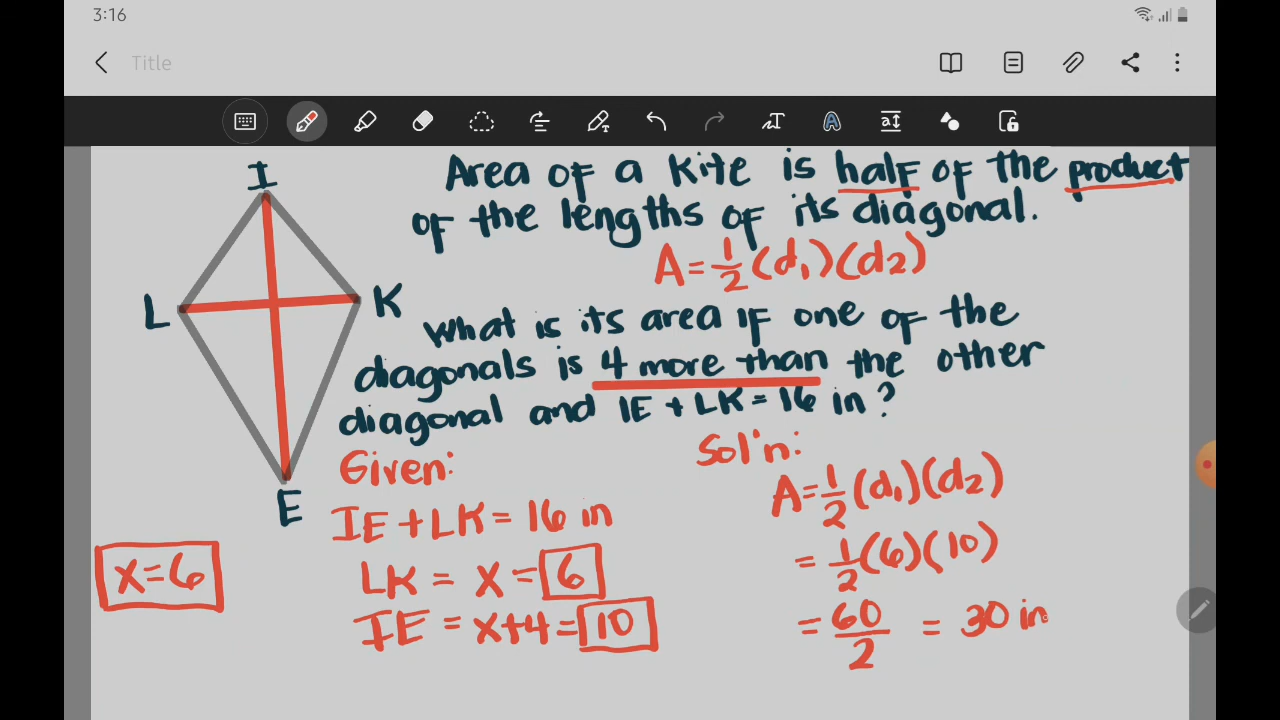 3:16
Title
I
L
K
E
Area of a kite is half of the product
of the lengths of its diagonal.
A = 1/2 (d1)(d2)
What is its area if one of the
diagonals is 4 more than the other
diagonal and IE + LK = 16 in?
Given:
IE + LK = 16 in
LK = x = 6
IE = x+4 = 10
x = 6
Sol'n:
A = 1/2 (d1)(d2)
= 1/2 (6)(10)
= 60/2 = 30 in